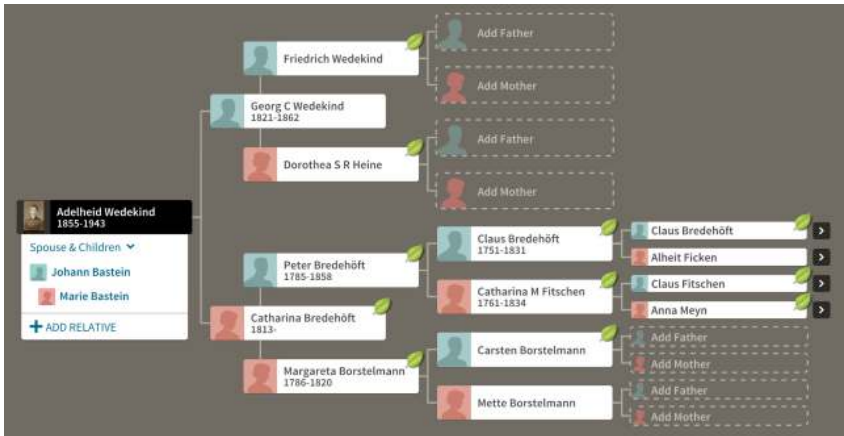 Adelheid Wedekind
1855-1943
Spouse & Children
Johann Bastein
Marie Bastein
+ ADD RELATIVE
Georg C Wedekind
1821-1862
Friedrich Wedekind
Dorothea S R Heine
Add Father
Add Mother
Add Father
Add Mother
Catharina Bredehöft
1813-
Peter Bredehöft
1785-1858
Margareta Borstelmann
1786-1820
Claus Bredehöft
1751-1831
Catharina M Fitschen
1761-1834
Carsten Borstelmann
Mette Borstelmann
Claus Bredehöft
Alheit Ficken
Claus Fitschen
Anna Meyn
Add Father
Add Mother
Add Father
Add Mother